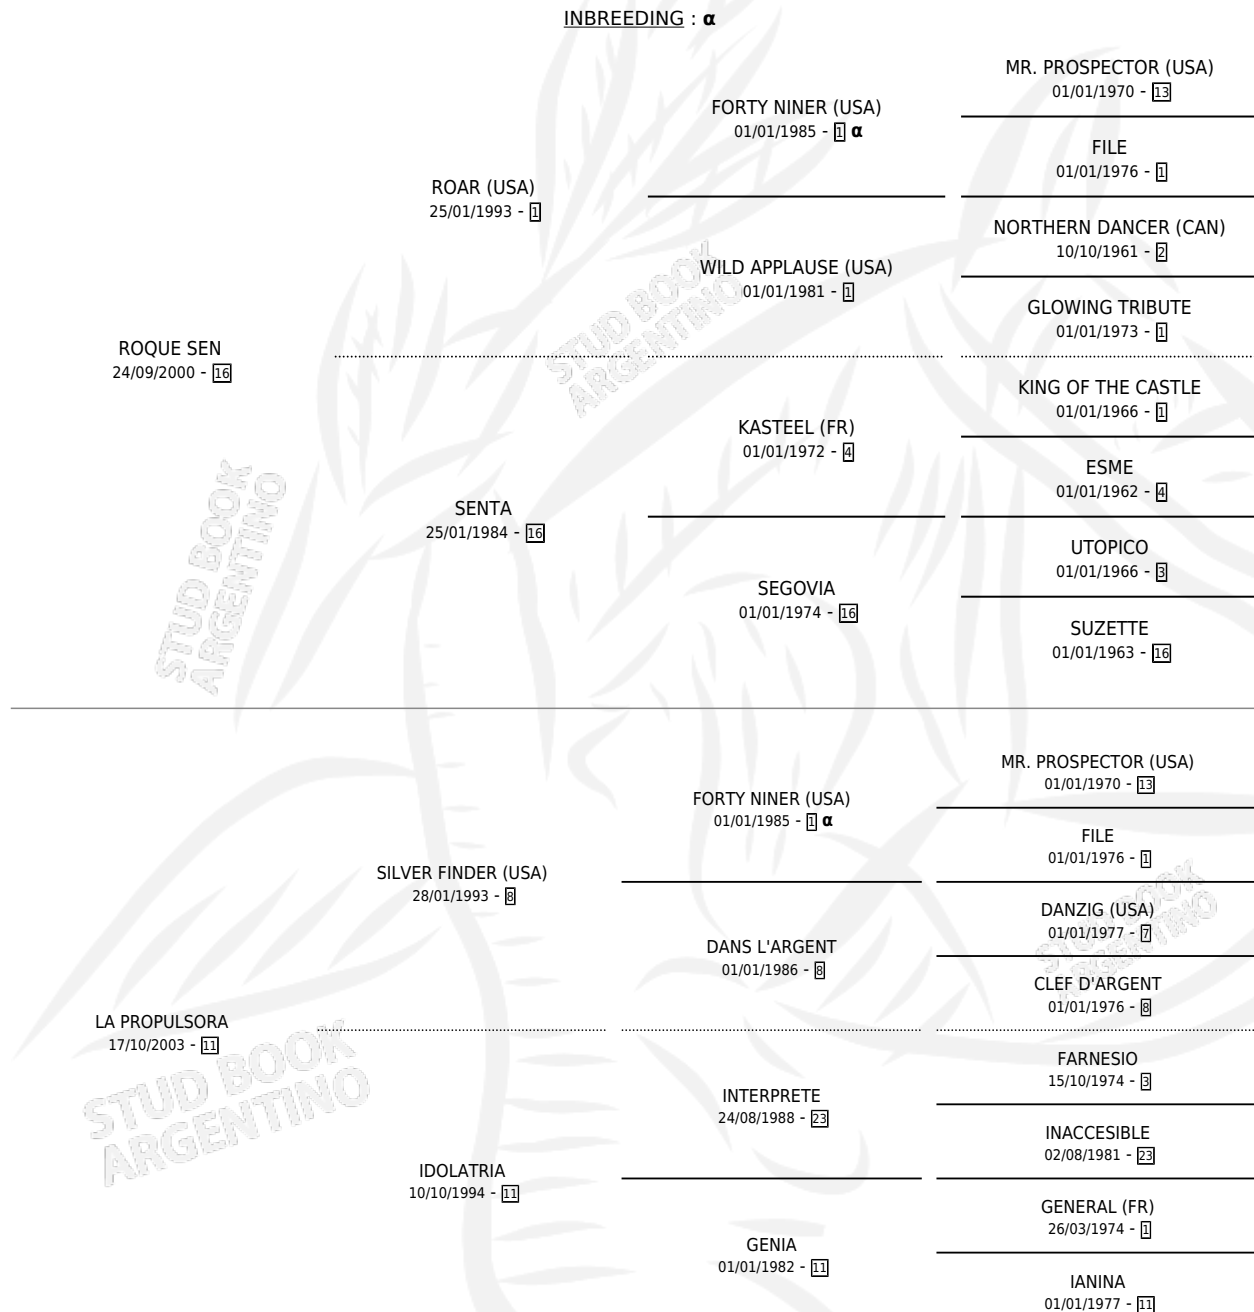 INBREEDING : α
MR. PROSPECTOR (USA)
01/01/1970 - 13
FORTY NINER (USA)
01/01/1985 - 1 α
FILE
01/01/1976 - 1
ROAR (USA)
25/01/1993 - 1
NORTHERN DANCER (CAN)
10/10/1961 - 2
WILD APPLAUSE (USA)
01/01/1981 - 1
GLOWING TRIBUTE
01/01/1973 - 1
ROQUE SEN
24/09/2000 - 16
KING OF THE CASTLE
01/01/1966 - 1
KASTEEL (FR)
01/01/1972 - 4
ESME
01/01/1962 - 4
SENTA
25/01/1984 - 16
UTOPICO
01/01/1966 - 3
SEGOVIA
01/01/1974 - 16
SUZETTE
01/01/1963 - 16
MR. PROSPECTOR (USA)
01/01/1970 - 13
FORTY NINER (USA)
01/01/1985 - 1 α
FILE
01/01/1976 - 1
SILVER FINDER (USA)
28/01/1993 - 8
DANZIG (USA)
01/01/1977 - 7
DANS L'ARGENT
01/01/1986 - 8
CLEF D'ARGENT
01/01/1976 - 8
LA PROPULSORA
17/10/2003 - 11
FARNESIO
15/10/1974 - 3
INTERPRETE
24/08/1988 - 23
INACCESIBLE
02/08/1981 - 23
IDOLATRIA
10/10/1994 - 11
GENERAL (FR)
26/03/1974 - 1
GENIA
01/01/1982 - 11
IANINA
01/01/1977 - 11
STUD BOOK
ARGENTINO
STUD BOOK
ARGENTINO
STUD BOOK
ARGENTINO
STUD BOOK
ARGENTINO